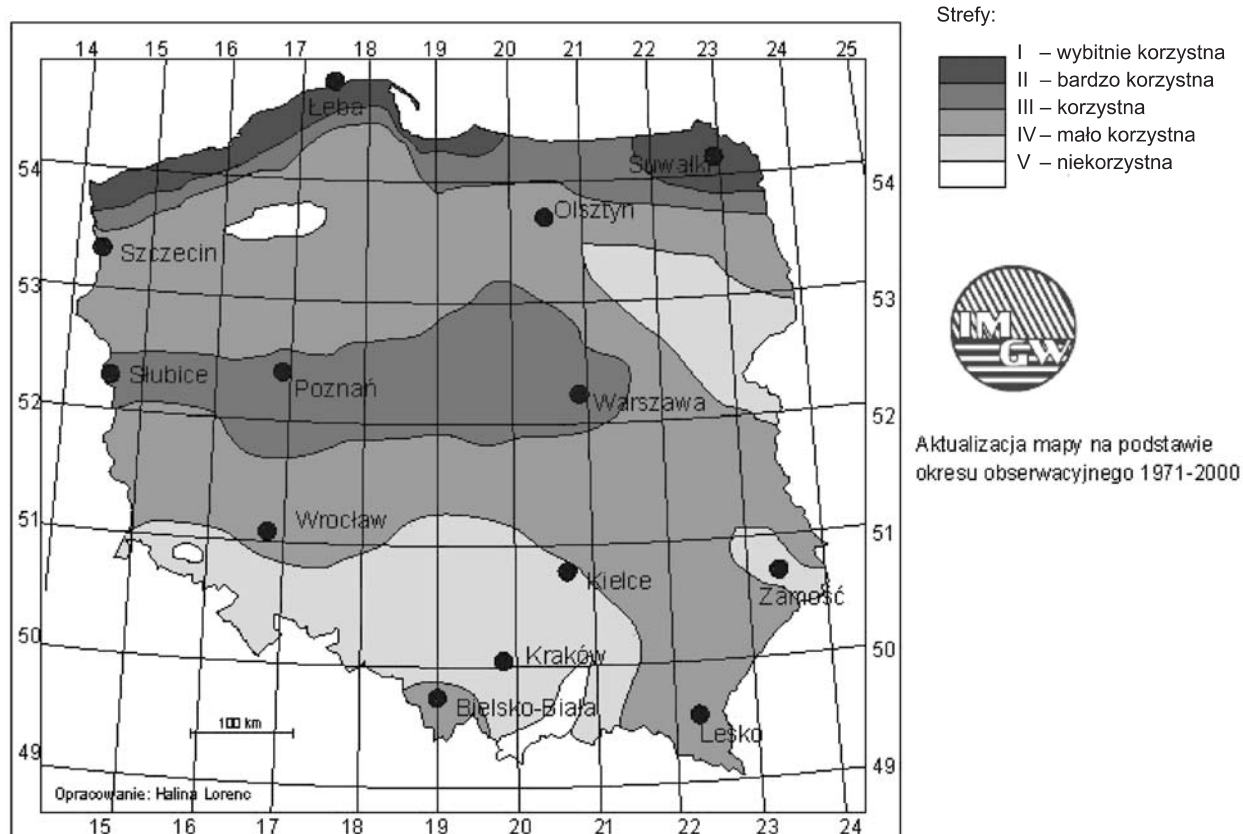 Strefy:
I – wybitnie korzystna
II – bardzo korzystna
III – korzystna
IV – mało korzystna
V – niekorzystna
14 15 16 17 18 19 20 21 22 23 24 25
Łeba
54 54
Suwałki
Olsztyn
Szczecin
53 53
Słubice
Poznań
52 52
Warszawa
Wrocław
51 51
Kielce
Zamość
50 50
Kraków
Bielsko-Biała
Lesko
100 km
49 49
Opracowanie: Halina Lorenc
15 16 17 18 19 20 21 22 23 24
IM
GW
Aktualizacja mapy na podstawie
okresu obserwacyjnego 1971-2000